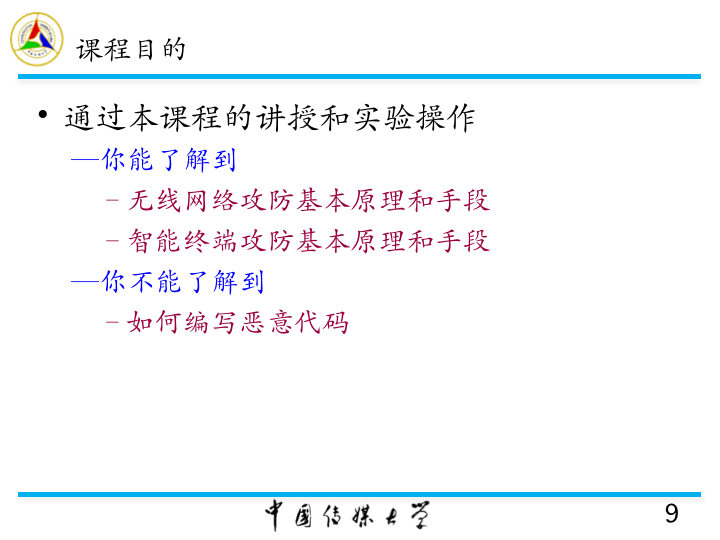 课程目的
• 通过本课程的讲授和实验操作
—你能了解到
– 无线网络攻防基本原理和手段
– 智能终端攻防基本原理和手段
—你不能了解到
– 如何编写恶意代码
中国传媒大学
9